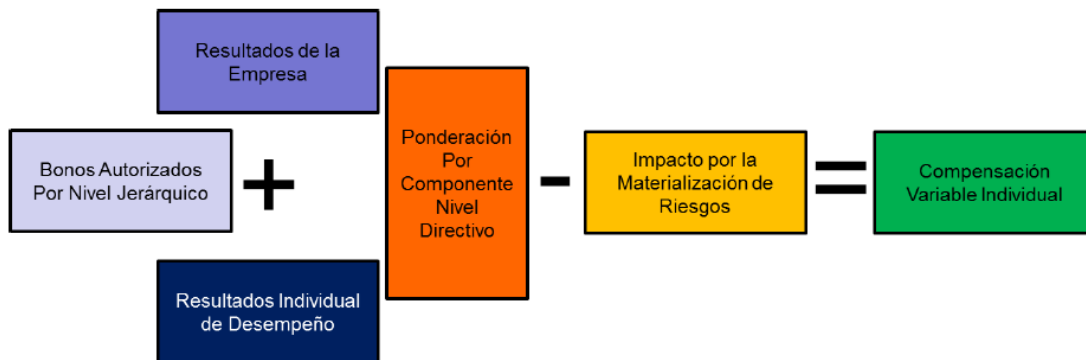 Resultados de la
Empresa
Bonos Autorizados
Por Nivel Jerárquico
+
Resultados Individual
de Desempeño
Ponderación
Por
Componente
Nivel
Directivo
-
Impacto por la
Materialización de
Riesgos
=
Compensación
Variable Individual